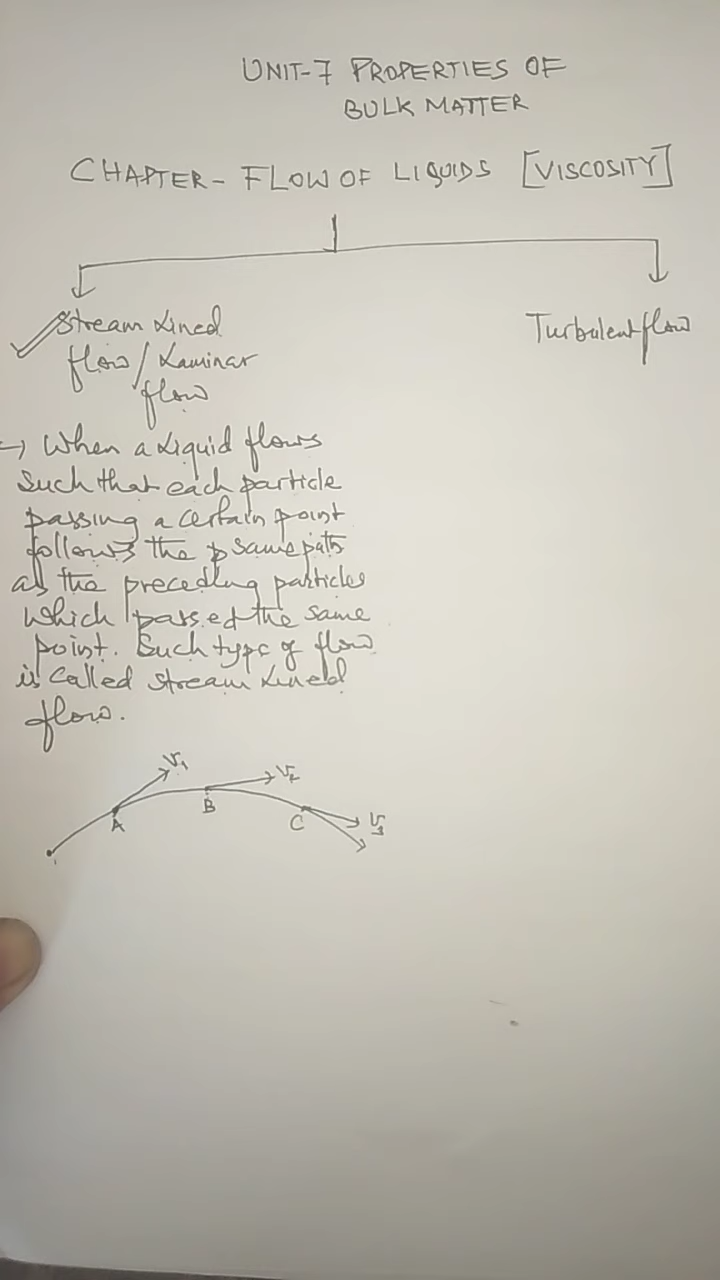 UNIT-7 PROPERTIES OF
BULK MATTER
CHAPTER- FLOW OF LIQUIDS [VISCOSITY]
Stream Lined
flow/Laminar
flow
Turbulent flow
→ When a Liquid flows
Such that each particle
passing a certain point
follows the p same path
as the preceding particles
which passed the same
point. Such type of flow
is called stream Lined
flow.
V1
V2
A
B
C
V3